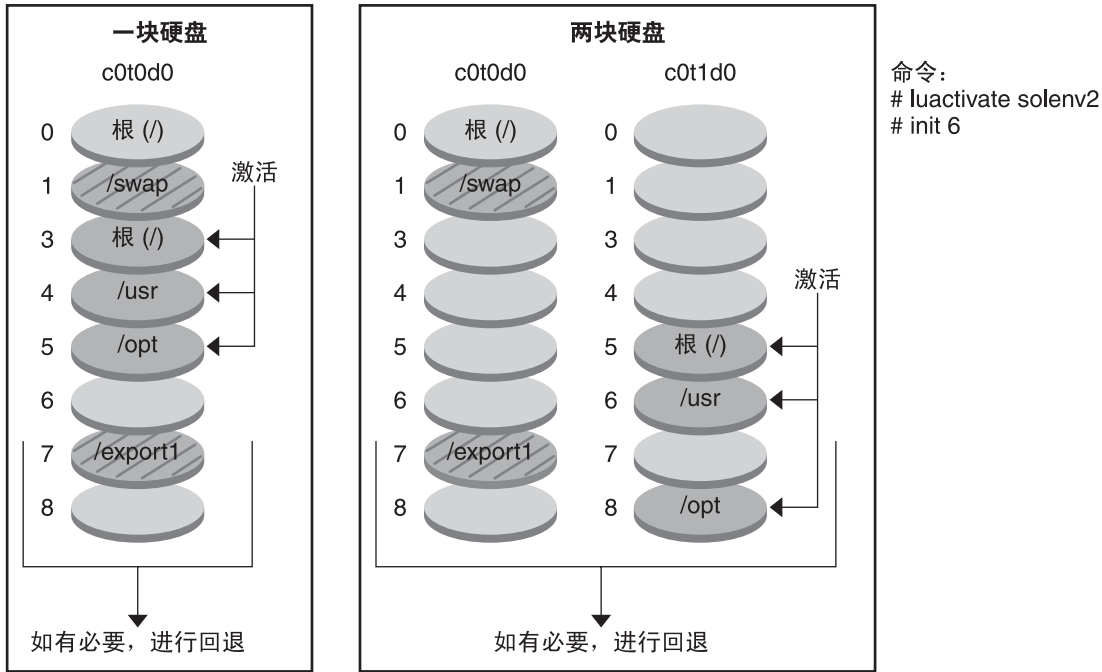 一块硬盘
c0t0d0
0 根 (/)
1 /swap
激活
3 根 (/)
4 /usr
5 /opt
6
7 /export1
8
如有必要，进行回退
两块硬盘
c0t0d0
0 根 (/)
1 /swap
3
4
5
6
7 /export1
8
c0t1d0
0
1
3
4
激活
5 根 (/)
6 /usr
7
8 /opt
如有必要，进行回退
命令：
# luactivate solenv2
# init 6